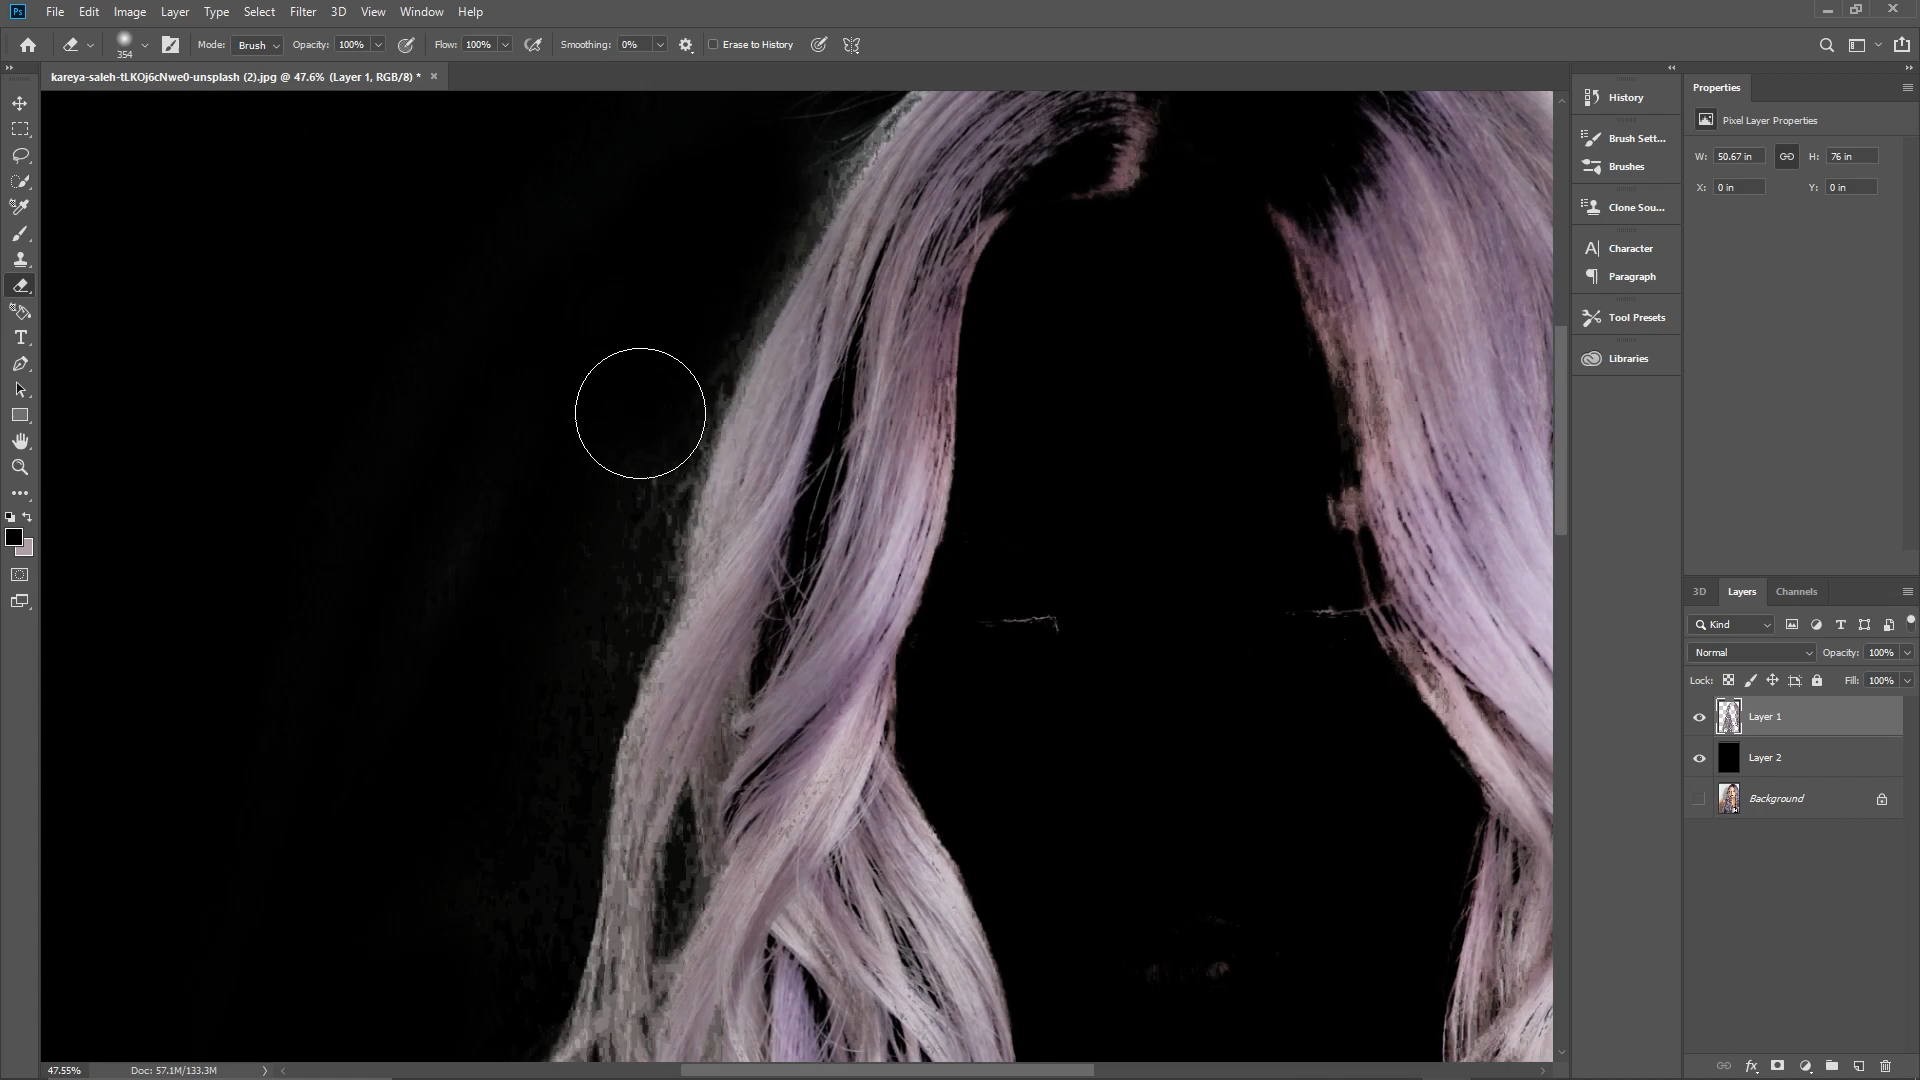 Ps File Edit Image Layer Type Select Filter 3D View Window Help
354 Mode: Brush Opacity: 100% Flow: 100% Smoothing: 0% Erase to History
kareya-saleh-tLKOj6cNwe0-unsplash (2).jpg @ 47.6% (Layer 1, RGB/8) *
History
Brush Sett...
Brushes
Clone Sou...
Character
Paragraph
Tool Presets
Libraries
Properties
Pixel Layer Properties
W: 50.67 in H: 76 in
X: 0 in Y: 0 in
3D Layers Channels
Kind
Normal Opacity: 100%
Lock: Fill: 100%
Layer 1
Layer 2
Background
fx
47.55% Doc: 57.1M/133.3M